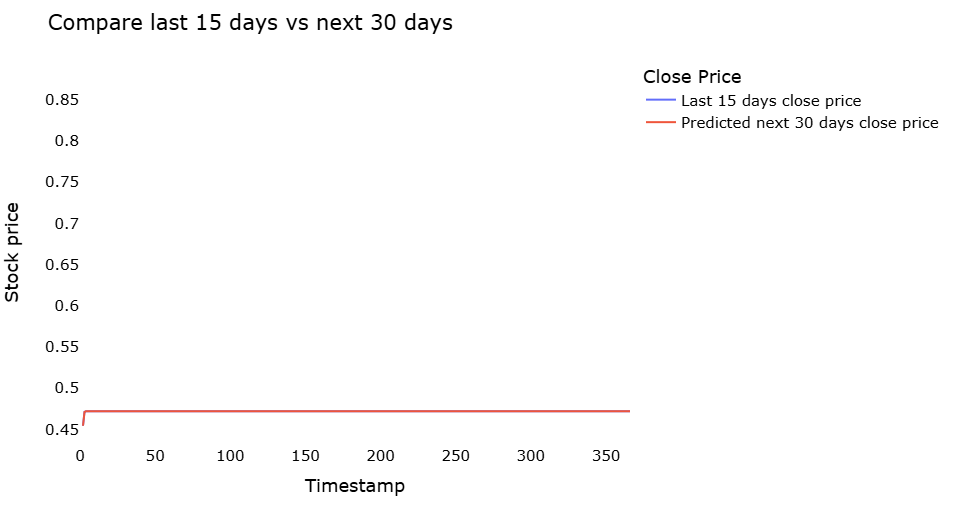 Compare last 15 days vs next 30 days
Close Price
Last 15 days close price
Predicted next 30 days close price
Stock price
0.85
0.8
0.75
0.7
0.65
0.6
0.55
0.5
0.45
0 50 100 150 200 250 300 350
Timestamp